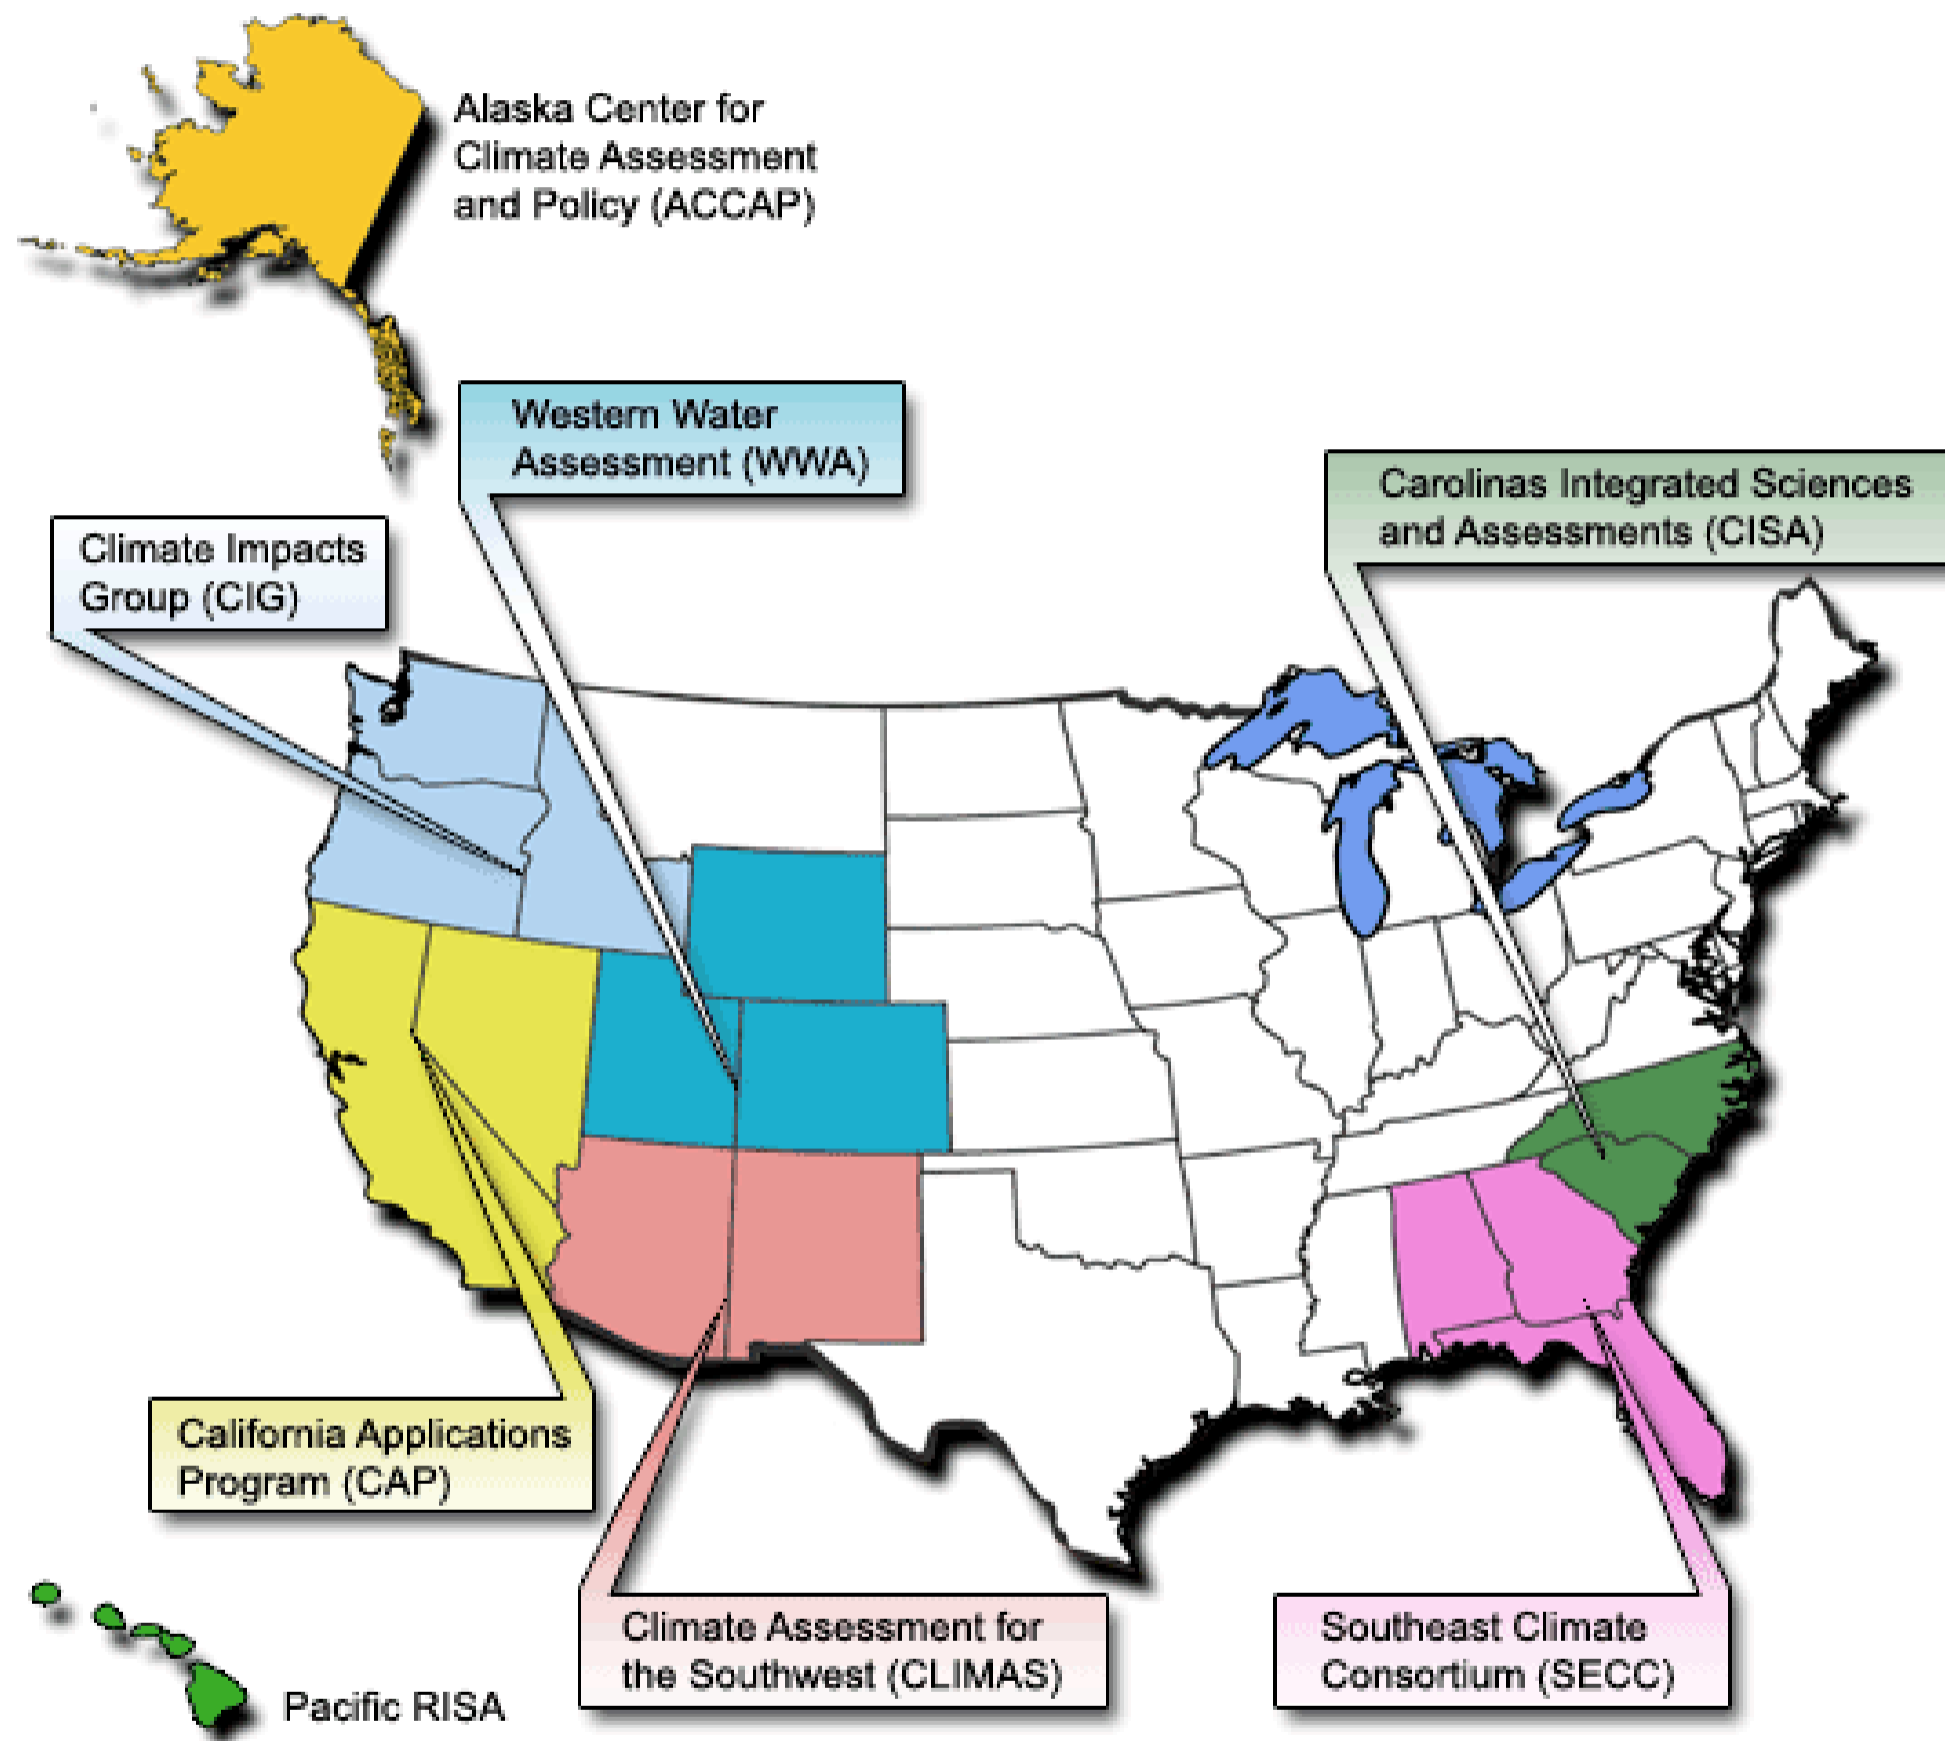 Alaska Center for
Climate Assessment
and Policy (ACCAP)
Western Water
Assessment (WWA)
Carolinas Integrated Sciences
and Assessments (CISA)
Climate Impacts
Group (CIG)
California Applications
Program (CAP)
Climate Assessment for
the Southwest (CLIMAS)
Southeast Climate
Consortium (SECC)
Pacific RISA